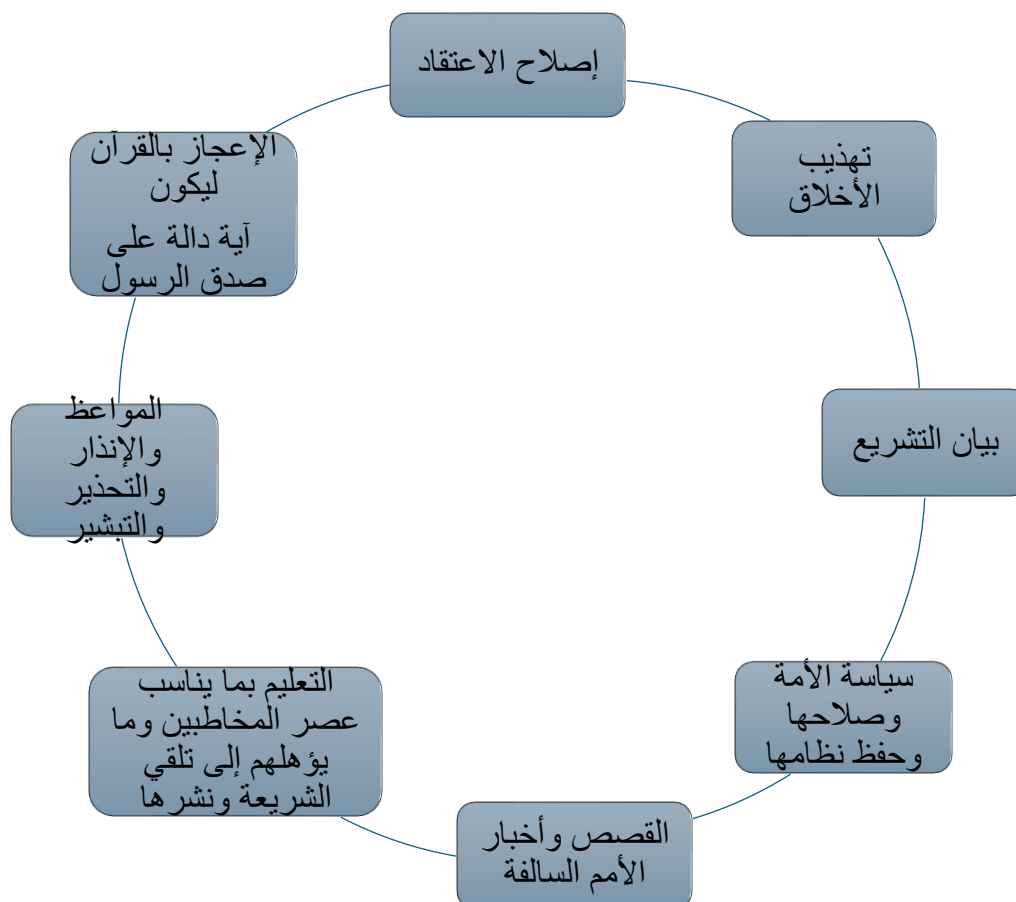 إصلاح الاعتقاد
تهذيب
الأخلاق
بيان التشريع
سياسة الأمة
وصلاحها
وحفظ نظامها
القصص وأخبار
الأمم السالفة
التعليم بما يناسب
عصر المخاطبين وما
يؤهلهم إلى تلقي
الشريعة ونشرها
المواعظ
والإنذار
والتحذير
والتبشير
الإعجاز بالقرآن
ليكون
آية دالة على
صدق الرسول